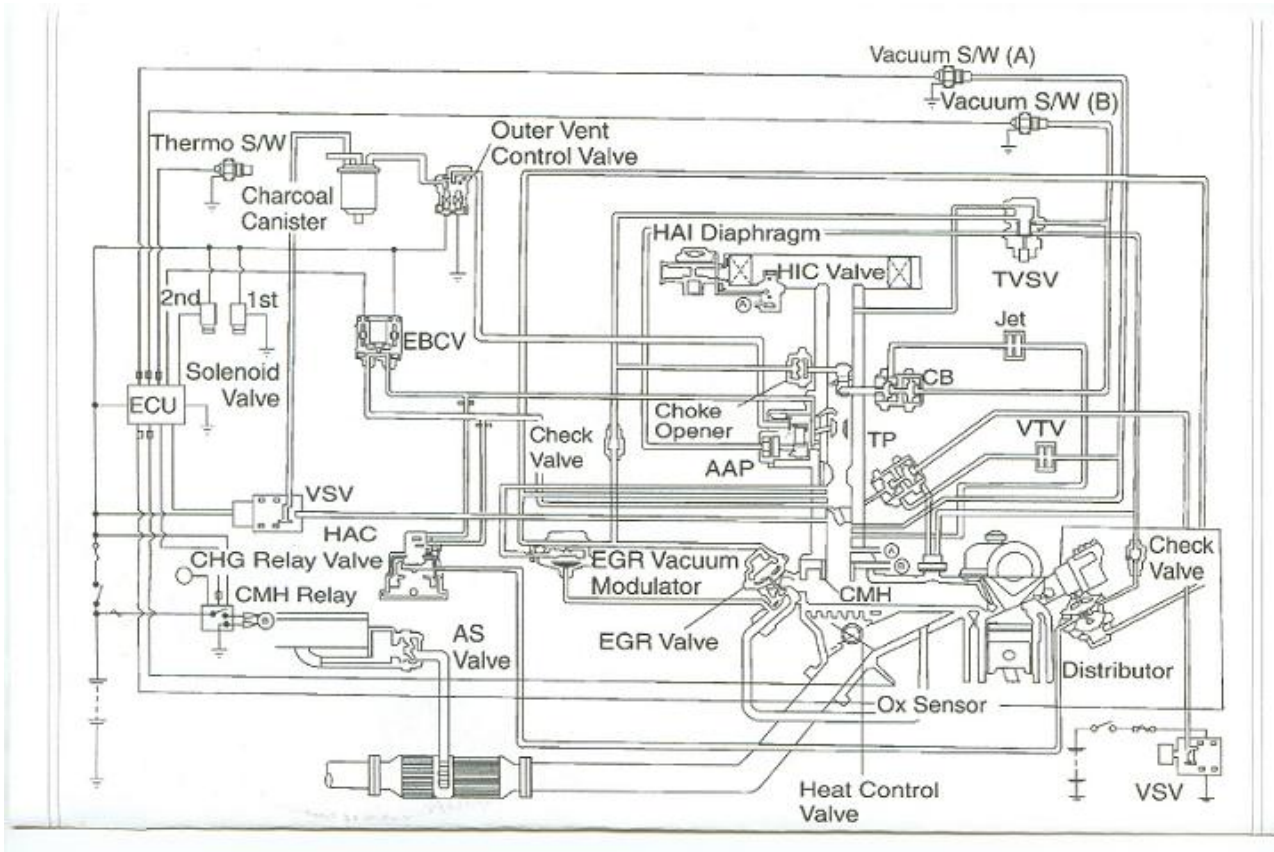 Vacuum S/W (A)
Vacuum S/W (B)
Outer Vent
Control Valve
Thermo S/W
Charcoal
Canister
HAI Diaphragm
HIC Valve
TVSV
2nd
1st
A
Jet
EBCV
Solenoid
Valve
CB
ECU
Choke
Opener
Check
Valve
TP
VTV
AAP
VSV
HAC
CHG Relay Valve
EGR Vacuum
Modulator
A
B
Check
Valve
CMH Relay
CMH
EGR Valve
AS
Valve
Distributor
Ox Sensor
Heat Control
Valve
VSV